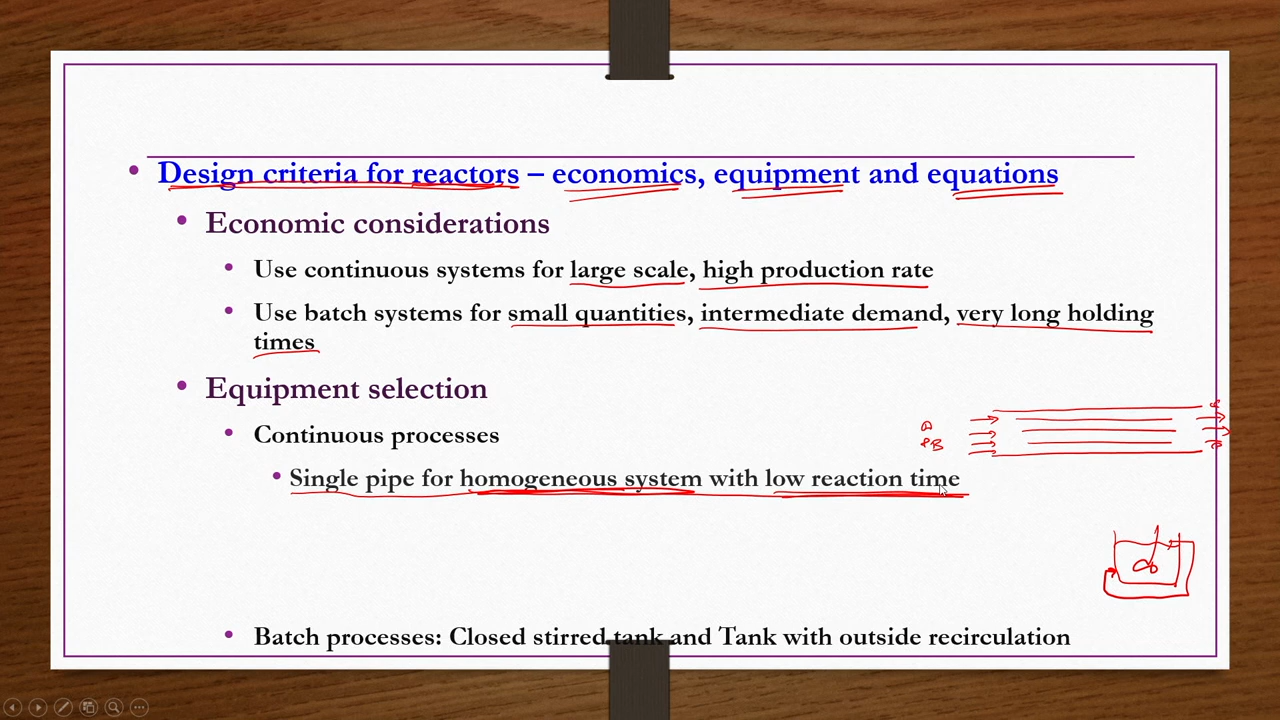 Design criteria for reactors – economics, equipment and equations
Economic considerations
Use continuous systems for large scale, high production rate
Use batch systems for small quantities, intermediate demand, very long holding
times
Equipment selection
Continuous processes
Single pipe for homogeneous system with low reaction time
Batch processes: Closed stirred tank and Tank with outside recirculation